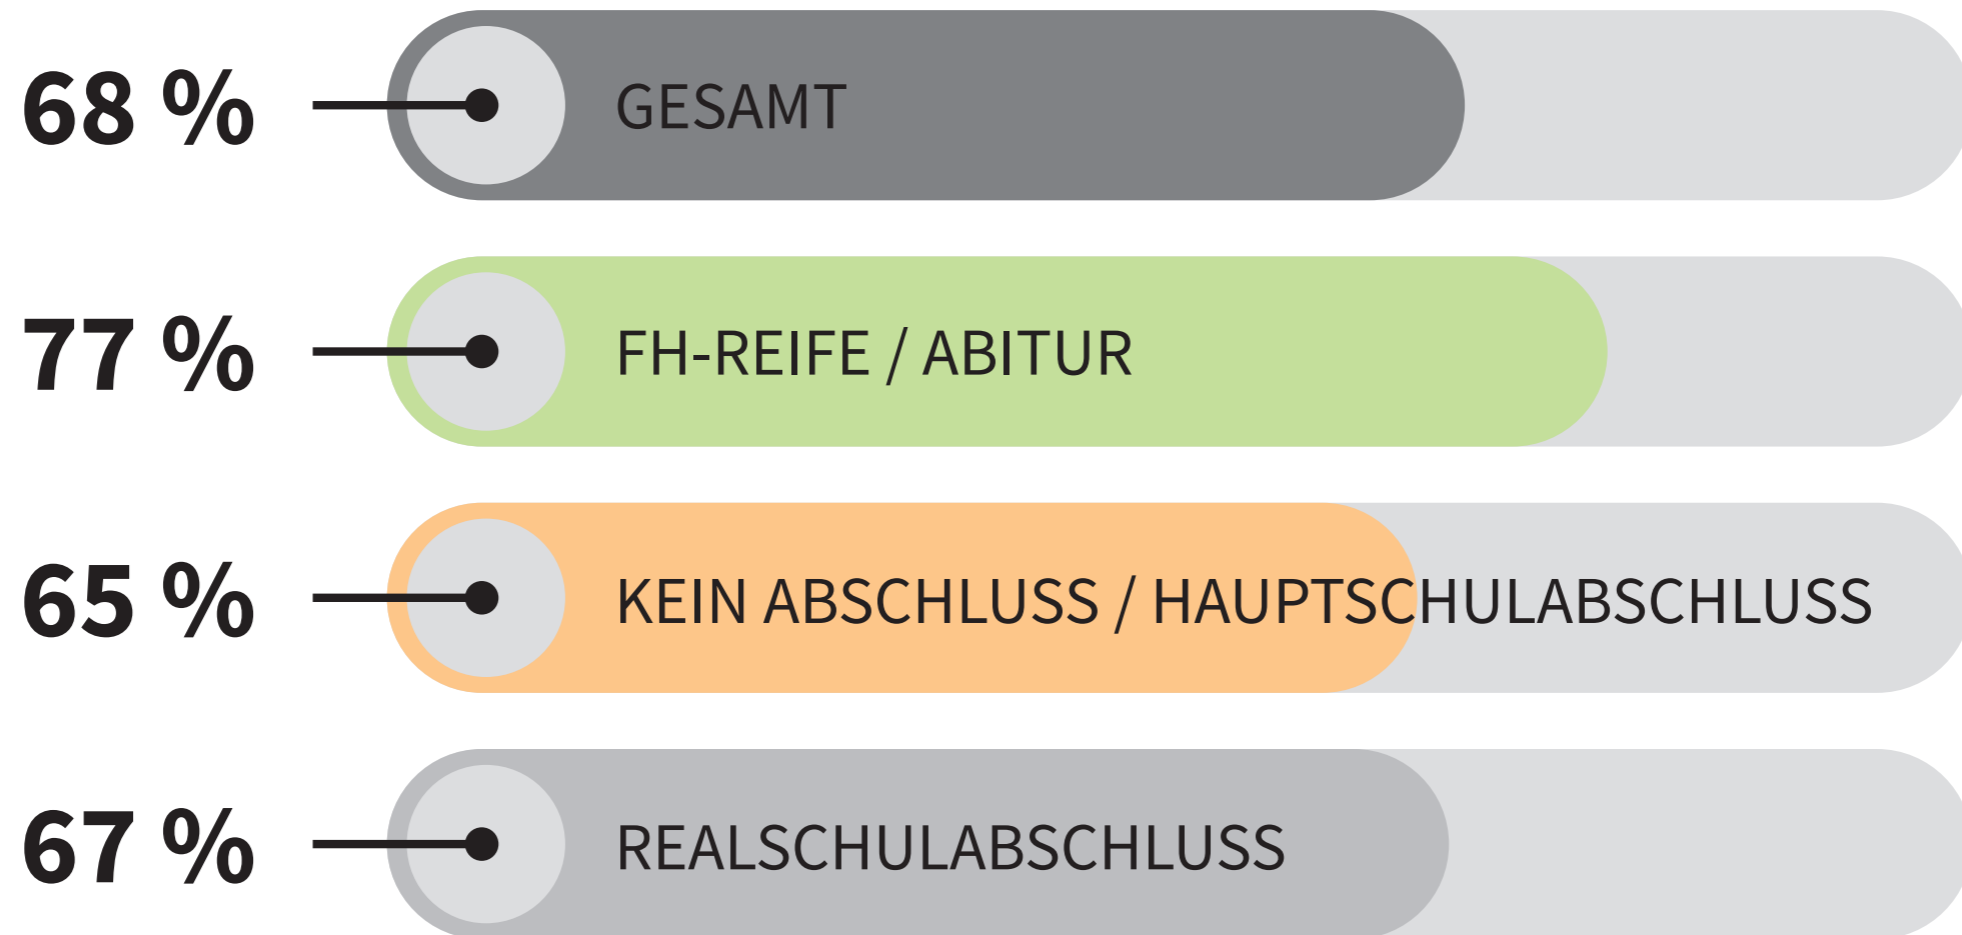 68 % GESAMT
77 % FH-REIFE / ABITUR
65 % KEIN ABSCHLUSS / HAUPTSCHULABSCHLUSS
67 % REALSCHULABSCHLUSS